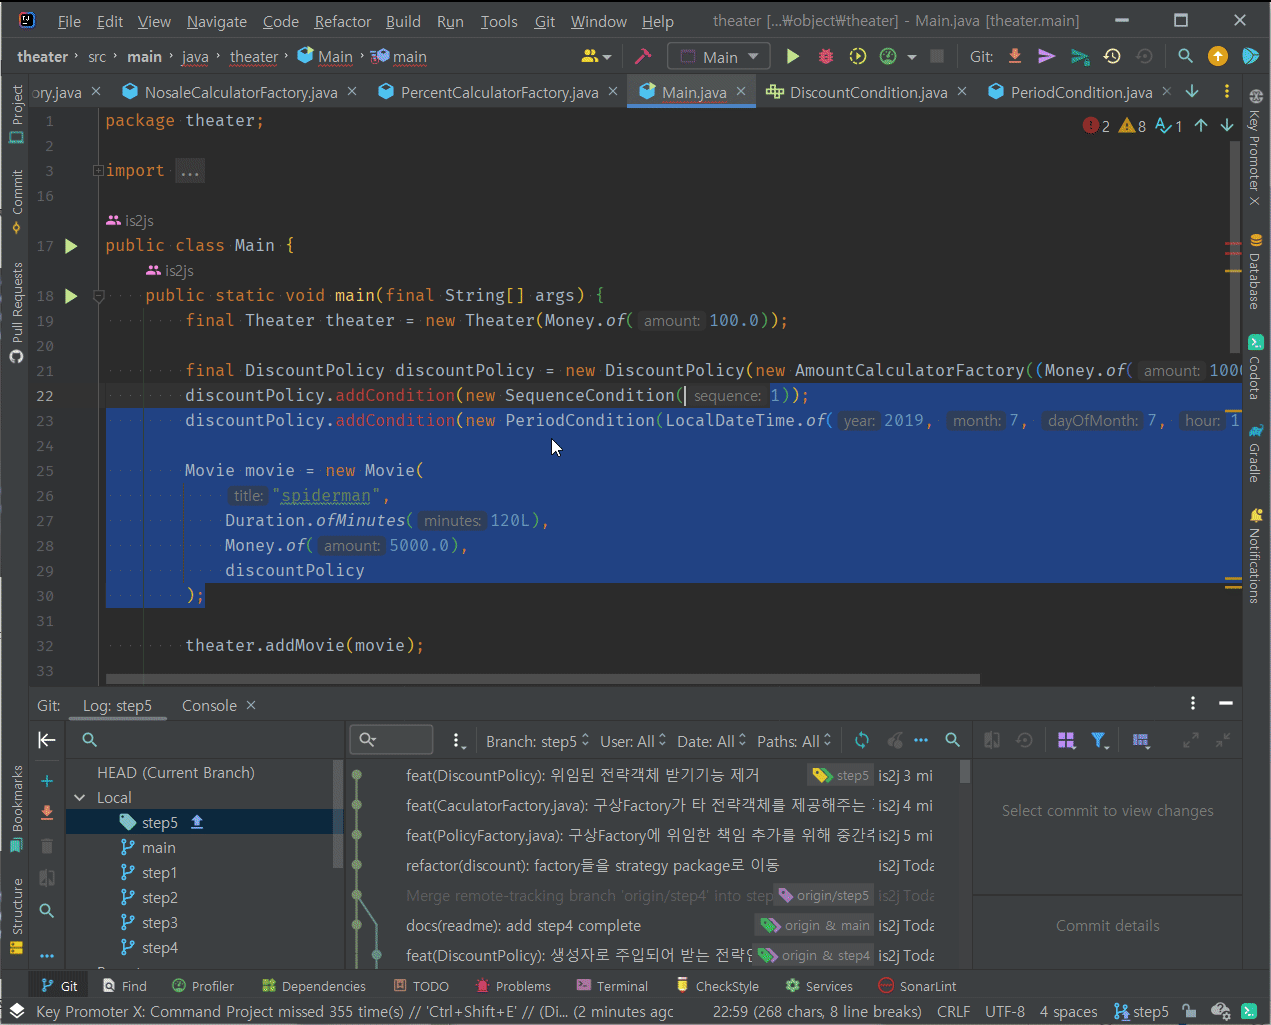 File Edit View Navigate Code Refactor Build Run Tools Git Window Help theater [...₩object₩theater] - Main.java [theater.main]
theater › src › main › java › theater › Main › main Main Git:
ory.java NosaleCalculatorFactory.java PercentCalculatorFactory.java Main.java DiscountCondition.java PeriodCondition.java
Project
Commit
Pull Requests
Bookmarks
Structure
2 8 1
1 package theater;
2
3 import ...
16
is2js
17 public class Main {
is2js
18 public static void main(final String[] args) {
19 final Theater theater = new Theater(Money.of( amount: 100.0));
20
21 final DiscountPolicy discountPolicy = new DiscountPolicy(new AmountCalculatorFactory((Money.of( amount: 1000
22 discountPolicy.addCondition(new SequenceCondition( sequence: 1));
23 discountPolicy.addCondition(new PeriodCondition(LocalDateTime.of( year: 2019, month: 7, dayOfMonth: 7, hour: 1
24
25 Movie movie = new Movie(
26 title: "spiderman",
27 Duration.ofMinutes( minutes: 120L),
28 Money.of( amount: 5000.0),
29 discountPolicy
30 );
31
32 theater.addMovie(movie);
33
Key Promoter X
Database
Codota
Gradle
Notifications
Git: Log: step5 Console
Branch: step5 User: All Date: All Paths: All
HEAD (Current Branch)
Local
step5
main
step1
step2
step3
step4
feat(DiscountPolicy): 위임된 전략객체 받기기능 제거 step5 is2j 3 mi
feat(CaculatorFactory.java): 구상Factory가 타 전략객체를 제공해주는 is2j 4 mi
feat(PolicyFactory.java): 구상Factory에 위임한 책임 추가를 위해 중간추 is2j 5 mi
refactor(discount): factory들을 strategy package로 이동 is2j Toda
Merge remote-tracking branch 'origin/step4' into step origin/step5 is2j Toda
docs(readme): add step4 complete origin & main is2j Toda
feat(DiscountPolicy): 생성자로 주입되어 받는 전략인 origin & step4 is2j Toda
Select commit to view changes
Commit details
Git Find Profiler Dependencies TODO Problems Terminal CheckStyle Services SonarLint
Key Promoter X: Command Project missed 355 time(s) // 'Ctrl+Shift+E' // (Di... (2 minutes agc 22:59 (268 chars, 8 line breaks) CRLF UTF-8 4 spaces step5